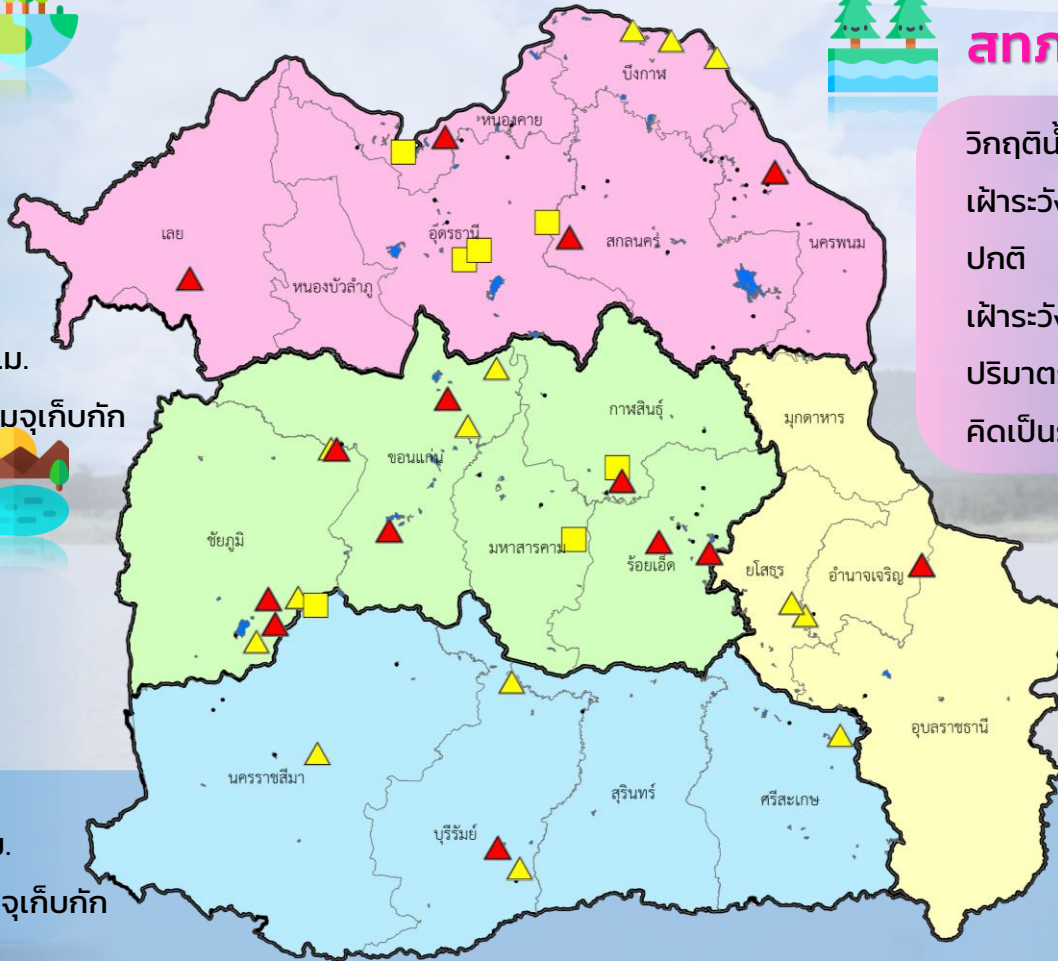 สทภ
วิกฤติน้
เฝ้าระวัง
ปกติ
เฝ้าระวัง
ปริมาตร
คิดเป็นร
.ม.
มจุเก็บกัก
ม.
จุเก็บกัก
บึงกาฬ
หนองคาย
เลย
อุดรธานี
สกลนคร
นครพนม
หนองบัวลำภู
กาฬสินธุ์
มุกดาหาร
ขอนแก่น
ชัยภูมิ
มหาสารคาม
ร้อยเอ็ด
ยโสธร
อำนาจเจริญ
อุบลราชธานี
นครราชสีมา
สุรินทร์
ศรีสะเกษ
บุรีรัมย์